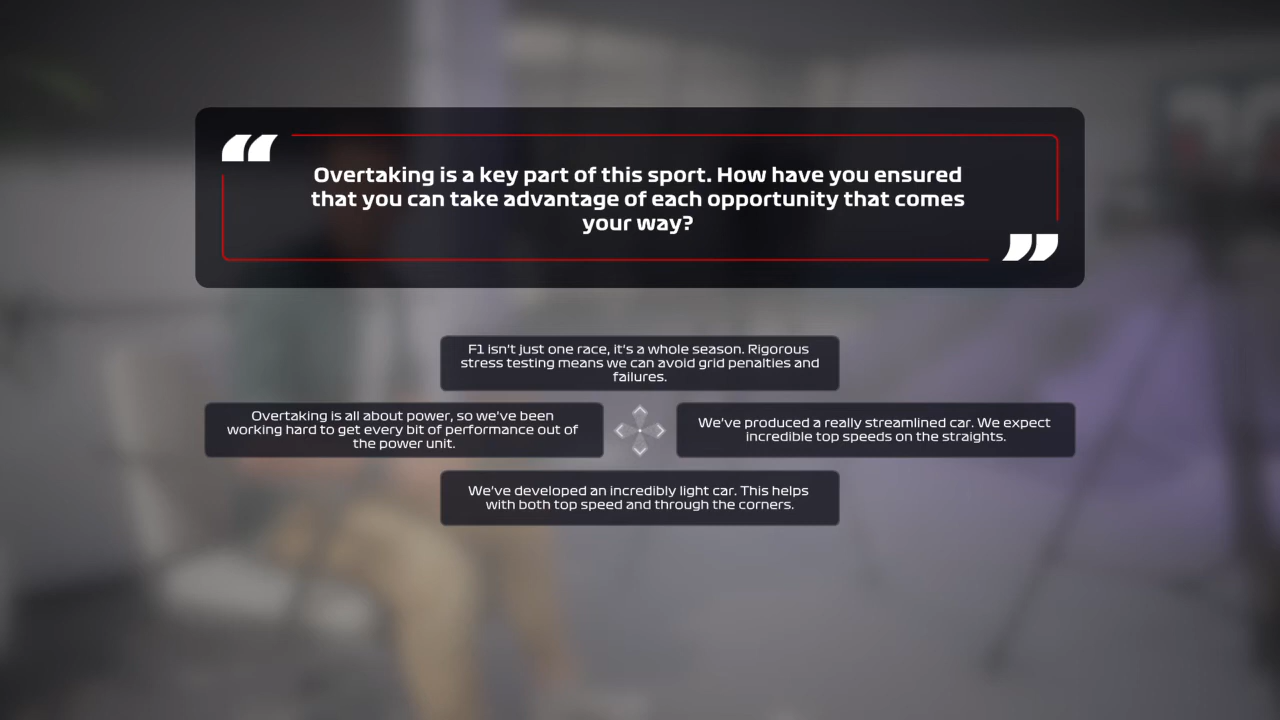 Overtaking is a key part of this sport. How have you ensured
that you can take advantage of each opportunity that comes
your way?
F1 isn't just one race, it's a whole season. Rigorous
stress testing means we can avoid grid penalties and
failures.
Overtaking is all about power, so we've been
working hard to get every bit of performance out of
the power unit.
We've produced a really streamlined car. We expect
incredible top speeds on the straights.
We've developed an incredibly light car. This helps
with both top speed and through the corners.